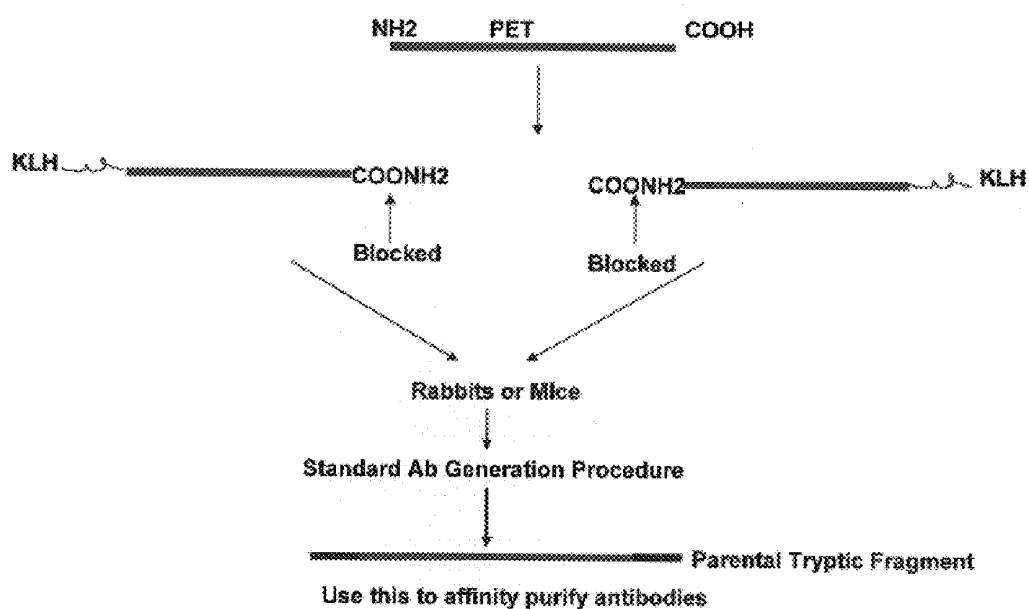 NH2 PET COOH
KLH COONH2 COONH2 KLH
Blocked Blocked
Rabbits or Mice
Standard Ab Generation Procedure
Parental Tryptic Fragment
Use this to affinity purify antibodies